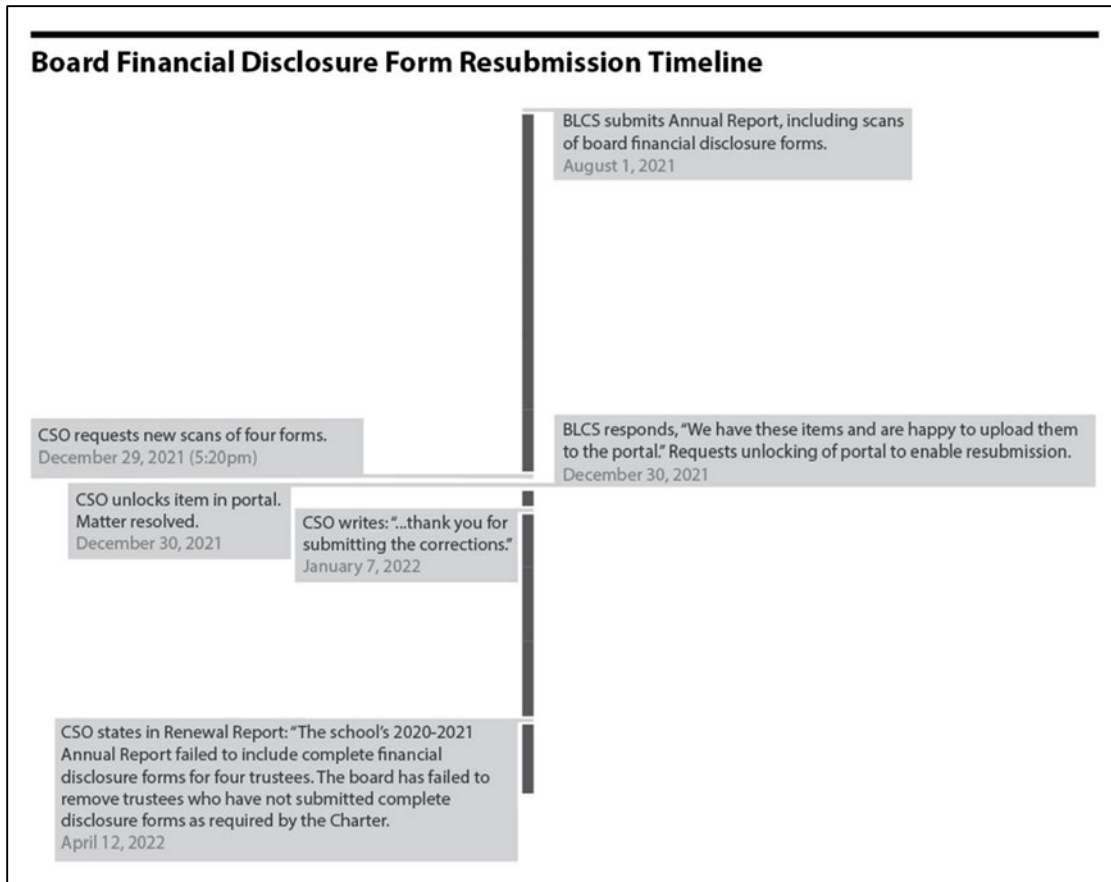 Board Financial Disclosure Form Resubmission Timeline
BLCS submits Annual Report, including scans
of board financial disclosure forms.
August 1, 2021
CSO requests new scans of four forms.
December 29, 2021 (5:20pm)
BLCS responds, “We have these items and are happy to upload them
to the portal.” Requests unlocking of portal to enable resubmission.
December 30, 2021
CSO unlocks item in portal.
Matter resolved.
December 30, 2021
CSO writes: “...thank you for
submitting the corrections.”
January 7, 2022
CSO states in Renewal Report: “The school’s 2020-2021
Annual Report failed to include complete financial
disclosure forms for four trustees. The board has failed to
remove trustees who have not submitted complete
disclosure forms as required by the Charter.
April 12, 2022